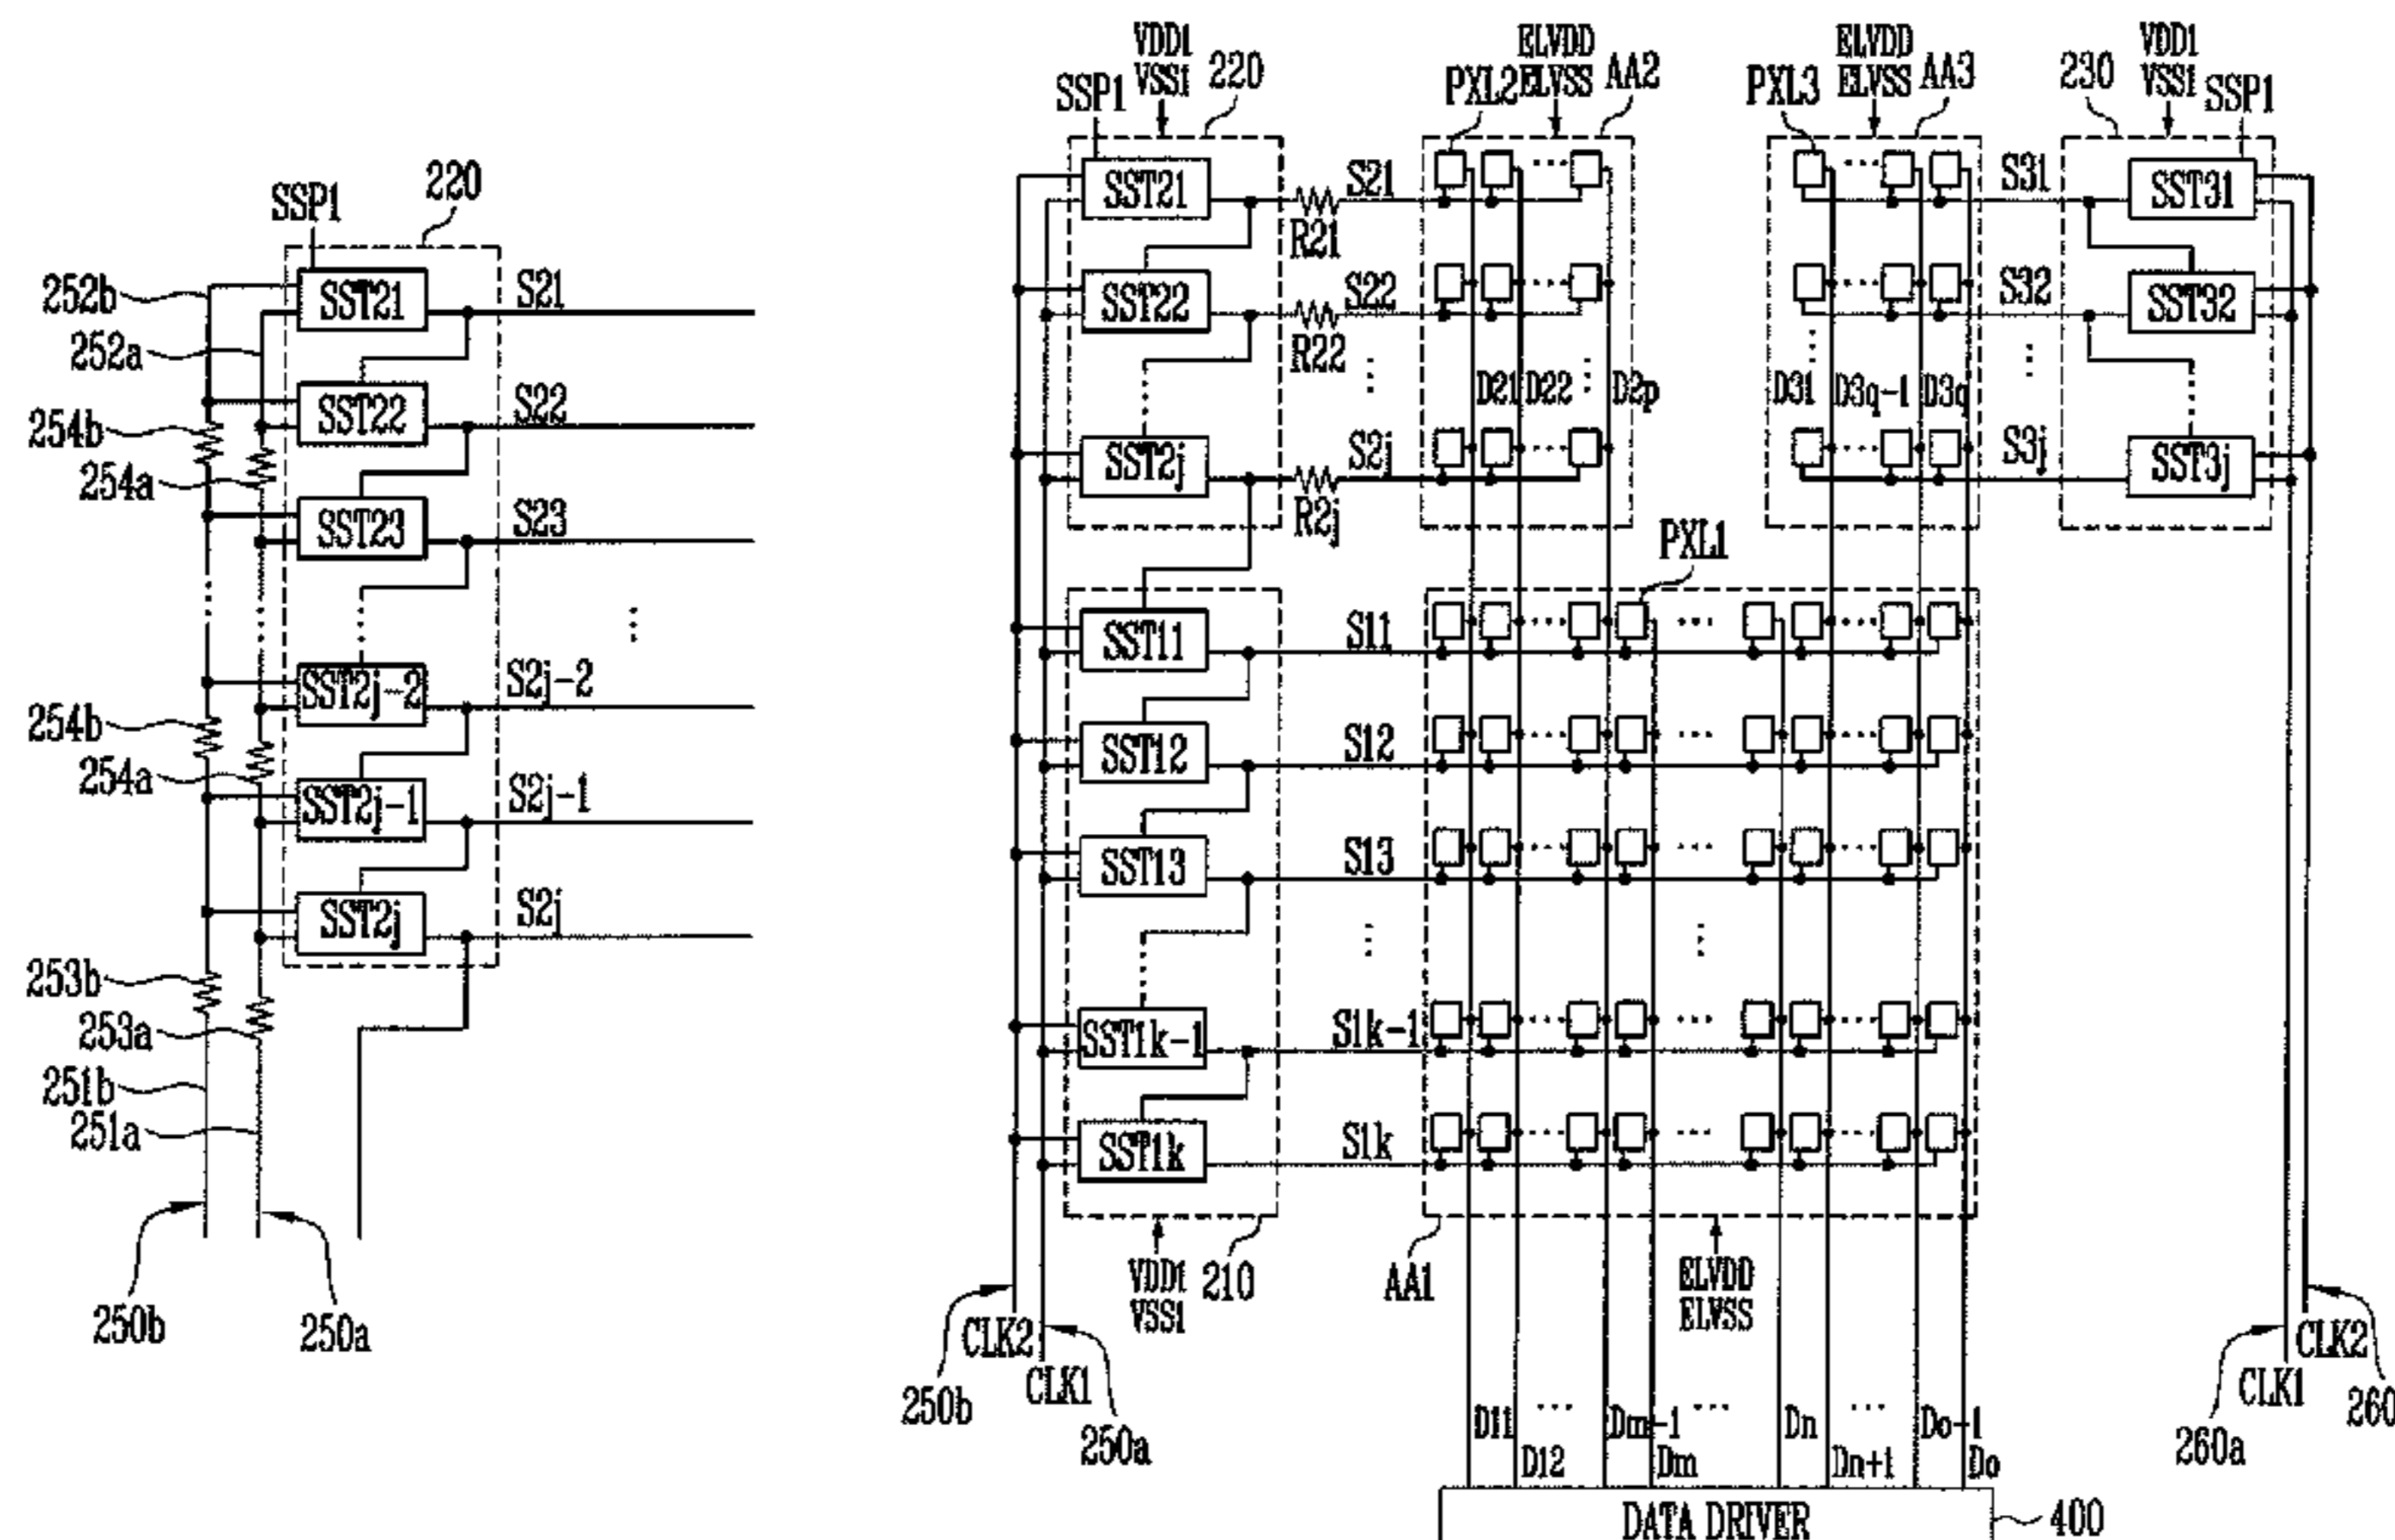 220
SSP1
252b
SST21
S21
252a
SST22
S22
254b
254a
SST23
S23
SST2j-2
S2j-2
254b
254a
SST2j-1
S2j-1
SST2j
S2j
253b
253a
251b
251a
250b
250a
VDD1
VSS1
220
SSP1
PXL2
ELVDD
ELVSS
AA2
PXL3
ELVDD
ELVSS
AA3
230
VDD1
VSS1
SSP1
SST21
S21
R21
S31
SST31
SST22
S22
R22
S32
SST32
D21
D22
D2p
D31
D3q-1
D3q
SST2j
S2j
R2j
S3j
SST3j
PXL1
SST11
S11
SST12
S12
SST13
S13
SST1k-1
S1k-1
SST1k
S1k
VDD1
VSS1
210
AA1
ELVDD
ELVSS
CLK2
CLK1
250b
250a
CLK2
CLK1
260a
260
D11
D12
Dm-1
Dm
Dn
Dn+1
Do-1
Do
DATA DRIVER
400